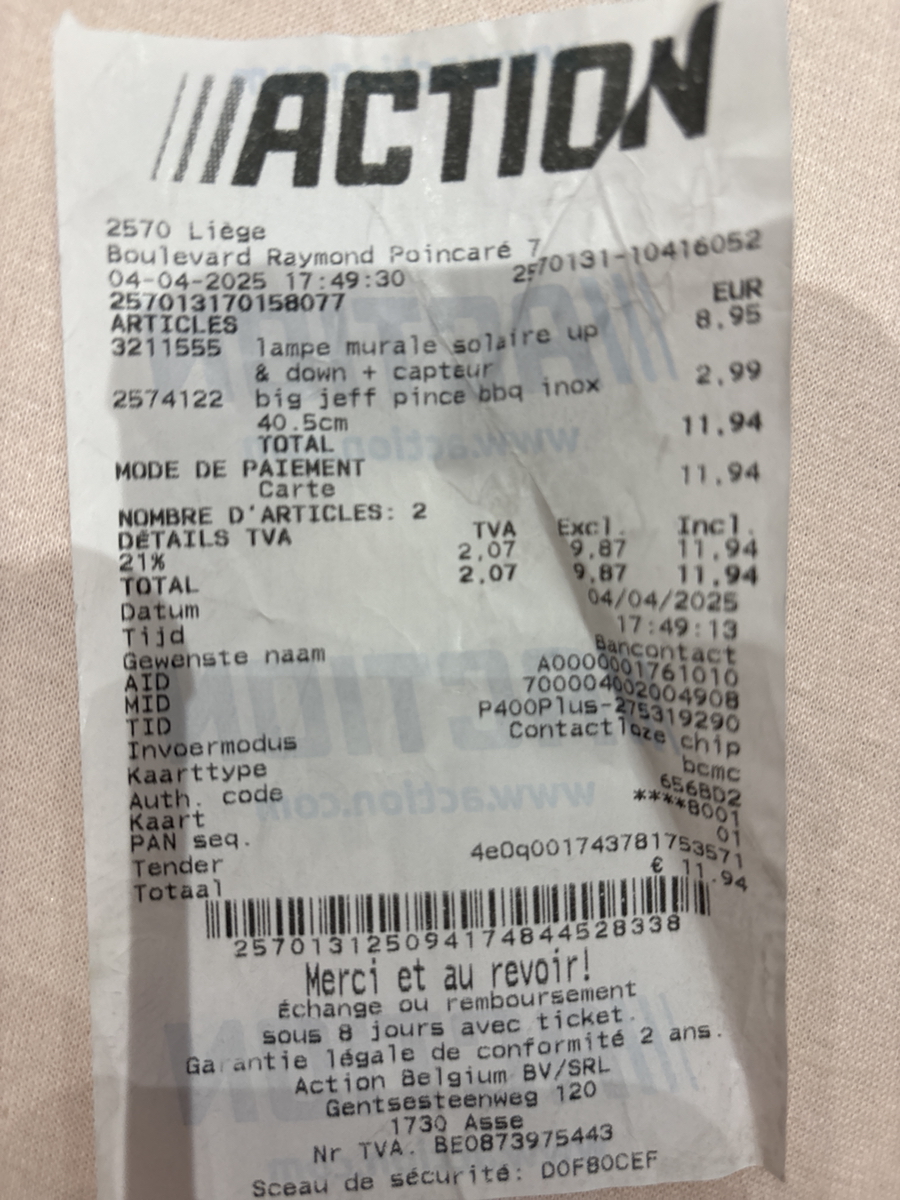 ACTION
2570 Liège
Boulevard Raymond Poincaré 7
04-04-2025 17:49:30 2570131-10416052
257013170158077
ARTICLES EUR
3211555 lampe murale solaire up 8,95
& down + capteur
2574122 big jeff pince bbq inox 2,99
40.5cm
TOTAL 11,94
MODE DE PAIEMENT
Carte 11,94
NOMBRE D'ARTICLES: 2
DÉTAILS TVA TVA Excl. Incl.
21% 2,07 9,87 11,94
TOTAL 2,07 9,87 11,94
Datum 04/04/2025
Tijd 17:49:13
Gewenste naam Bancontact
AID A0000001761010
MID 700004002004908
TID P400Plus-275319290
Invoermodus Contactloze chip
Kaarttype bcmc
Auth. code 6568D2
Kaart ****8001
PAN seq. 01
Tender 4e0q001743781753571
Totaal € 11.94
2570131250941748445 28338
Merci et au revoir!
Échange ou remboursement
sous 8 jours avec ticket.
Garantie légale de conformité 2 ans.
Action Belgium BV/SRL
Gentsesteenweg 120
1730 Asse
Nr TVA. BE0873975443
Sceau de sécurité: D0F80CEF